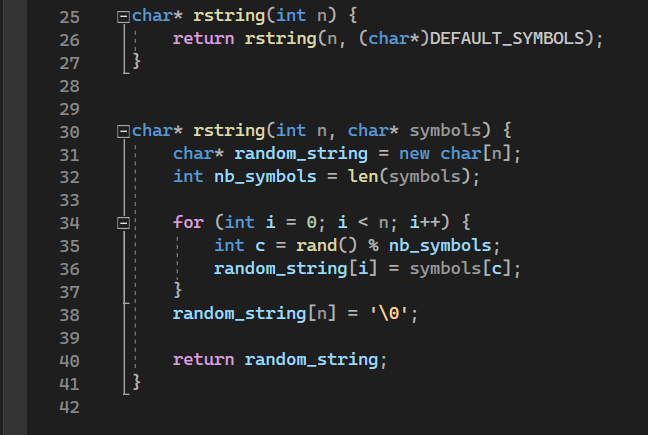 25 char* rstring(int n) {
26     return rstring(n, (char*)DEFAULT_SYMBOLS);
27 }
28
29
30 char* rstring(int n, char* symbols) {
31     char* random_string = new char[n];
32     int nb_symbols = len(symbols);
33
34     for (int i = 0; i < n; i++) {
35         int c = rand() % nb_symbols;
36         random_string[i] = symbols[c];
37     }
38     random_string[n] = '\0';
39
40     return random_string;
41 }
42